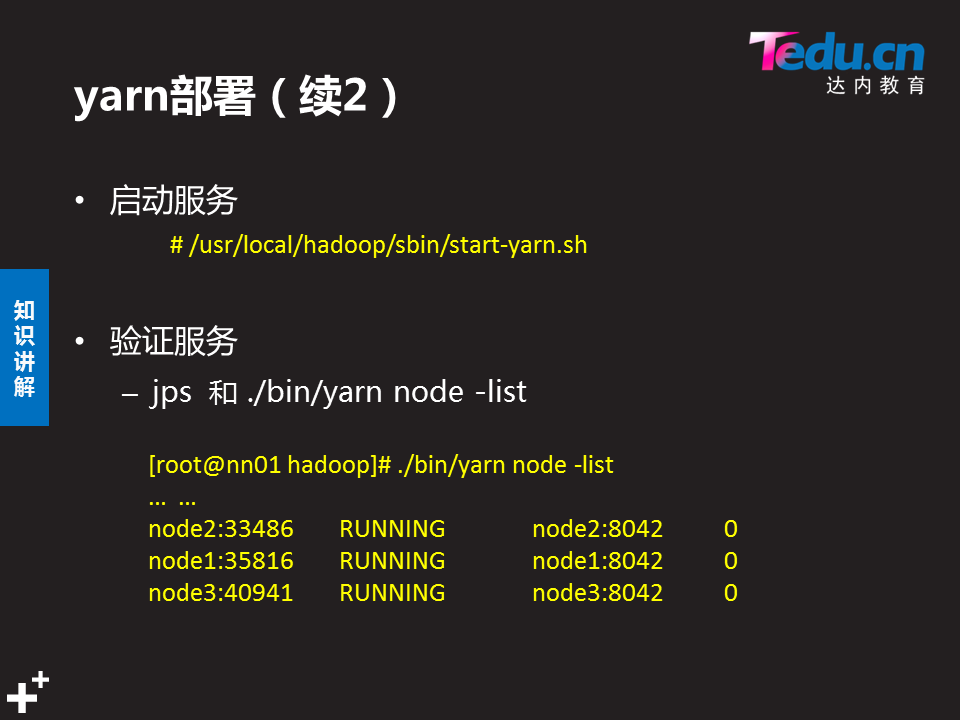 Tedu.cn
达内教育
yarn部署（续2）
• 启动服务
# /usr/local/hadoop/sbin/start-yarn.sh
知识讲解
• 验证服务
– jps 和 ./bin/yarn node -list
[root@nn01 hadoop]# ./bin/yarn node -list
… …
node2:33486 RUNNING node2:8042 0
node1:35816 RUNNING node1:8042 0
node3:40941 RUNNING node3:8042 0